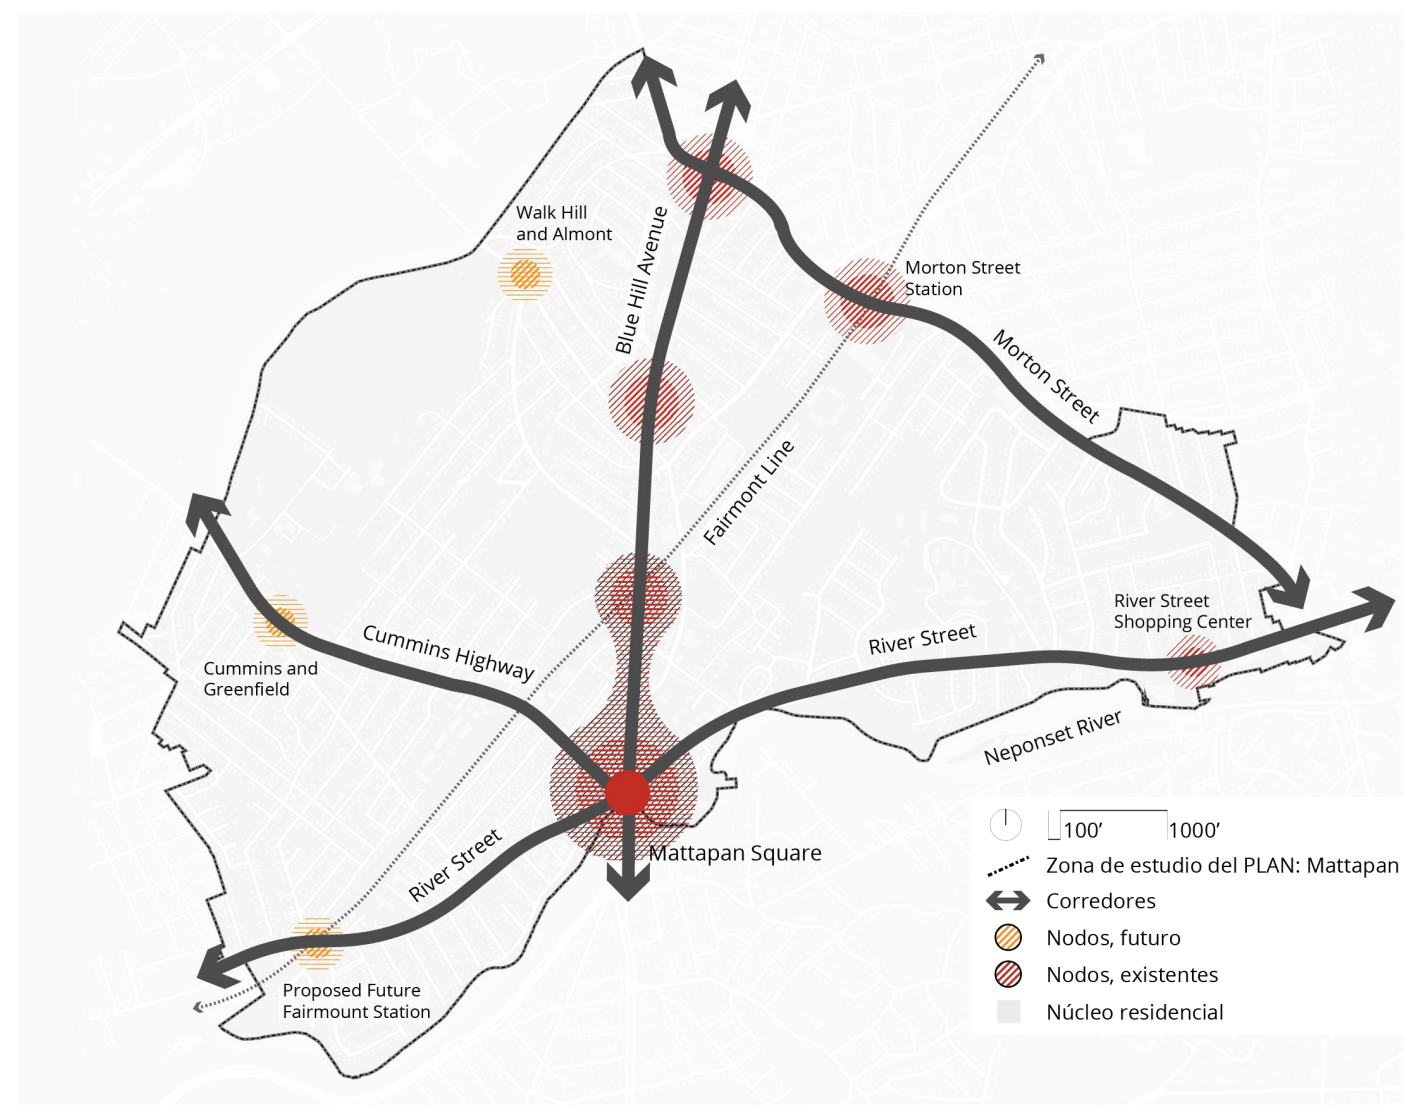 Walk Hill
and Almont
Blue Hill Avenue
Morton Street
Station
Morton Street
Fairmont Line
Cummins Highway
Cummins and
Greenfield
River Street
River Street
Shopping Center
Neponset River
Mattapan Square
River Street
Proposed Future
Fairmount Station
100’
1000’
Zona de estudio del PLAN: Mattapan
Corredores
Nodos, futuro
Nodos, existentes
Núcleo residencial